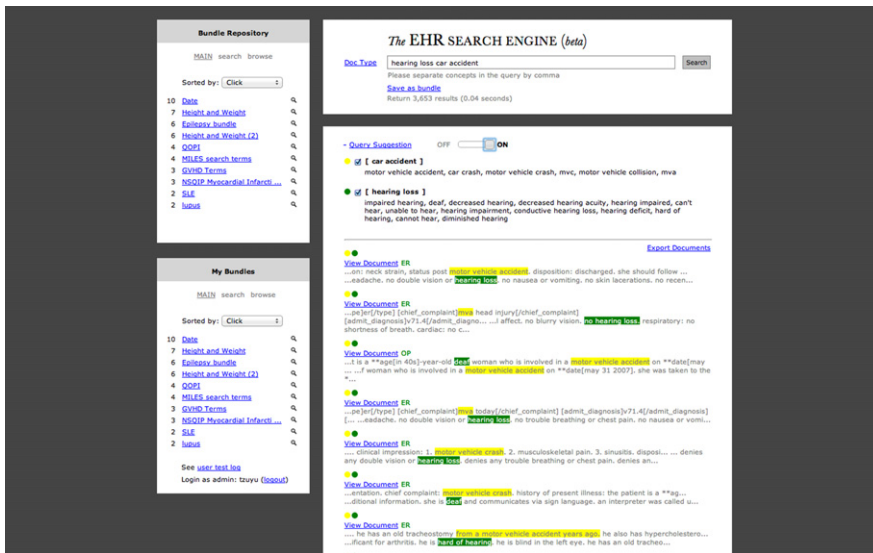 Bundle Repository
MAIN search browse
Sorted by: Click
10 Date
7 Height and Weight
6 Epilepsy bundle
6 Height and Weight (2)
4 QOPI
4 MILES search terms
3 GVHD Terms
3 NSQIP Myocardial Infarcti ...
2 SLE
2 lupus
My Bundles
MAIN search browse
Sorted by: Click
10 Date
7 Height and Weight
6 Epilepsy bundle
6 Height and Weight (2)
4 QOPI
4 MILES search terms
3 GVHD Terms
3 NSQIP Myocardial Infarcti ...
2 SLE
2 lupus
See user test log
Login as admin: tzuyu (logout)
The EHR SEARCH ENGINE (beta)
Doc Type hearing loss car accident Search
Please separate concepts in the query by comma
Save as bundle
Return 3,653 results (0.04 seconds)
- Query Suggestion OFF ON
[ car accident ]
motor vehicle accident, car crash, motor vehicle crash, mvc, motor vehicle collision, mva
[ hearing loss ]
impaired hearing, deaf, decreased hearing, decreased hearing acuity, hearing impaired, can't
hear, unable to hear, hearing impairment, conductive hearing loss, hearing deficit, hard of
hearing, cannot hear, diminished hearing
Export Documents
View Document ER
...on: neck strain, status post motor vehicle accident. disposition: discharged. she should follow ...
...eadache. no double vision or hearing loss. no nausea or vomiting. no skin lacerations. no recen...
View Document ER
...pe]er[/type] [chief_complaint]mva head injury[/chief_complaint]
[admit_diagnosis]v71.4[/admit_diagno... ...l affect. no blurry vision. no hearing loss. respiratory: no
shortness of breath. cardiac: no c...
View Document OP
...t is a **age[in 40s]-year-old deaf woman who is involved in a motor vehicle accident on **date[may
... ...f woman who is involved in a motor vehicle accident on **date[may 31 2007]. she was taken to the
*...
View Document ER
...pe]er[/type] [chief_complaint]mva today[/chief_complaint] [admit_diagnosis]v71.4[/admit_diagnosis]
[... ...eadache. no double vision or hearing loss. no trouble breathing or chest pain. no nausea or vomi...
View Document ER
.... clinical impression: 1. motor vehicle crash. 2. musculoskeletal pain. 3. sinusitis. disposi... ... denies
any double vision or hearing loss. denies any trouble breathing or chest pain. denies an...
View Document ER
...entation. chief complaint: motor vehicle crash. history of present illness: the patient is a **ag...
...ditional information. she is deaf and communicates via sign language. an interpreter was called u...
View Document ER
.... he has an old tracheostomy from a motor vehicle accident years ago. he also has hypercholestero...
...ificant for arthritis. he is hard of hearing. he is blind in the left eye. he has an old tracheo...